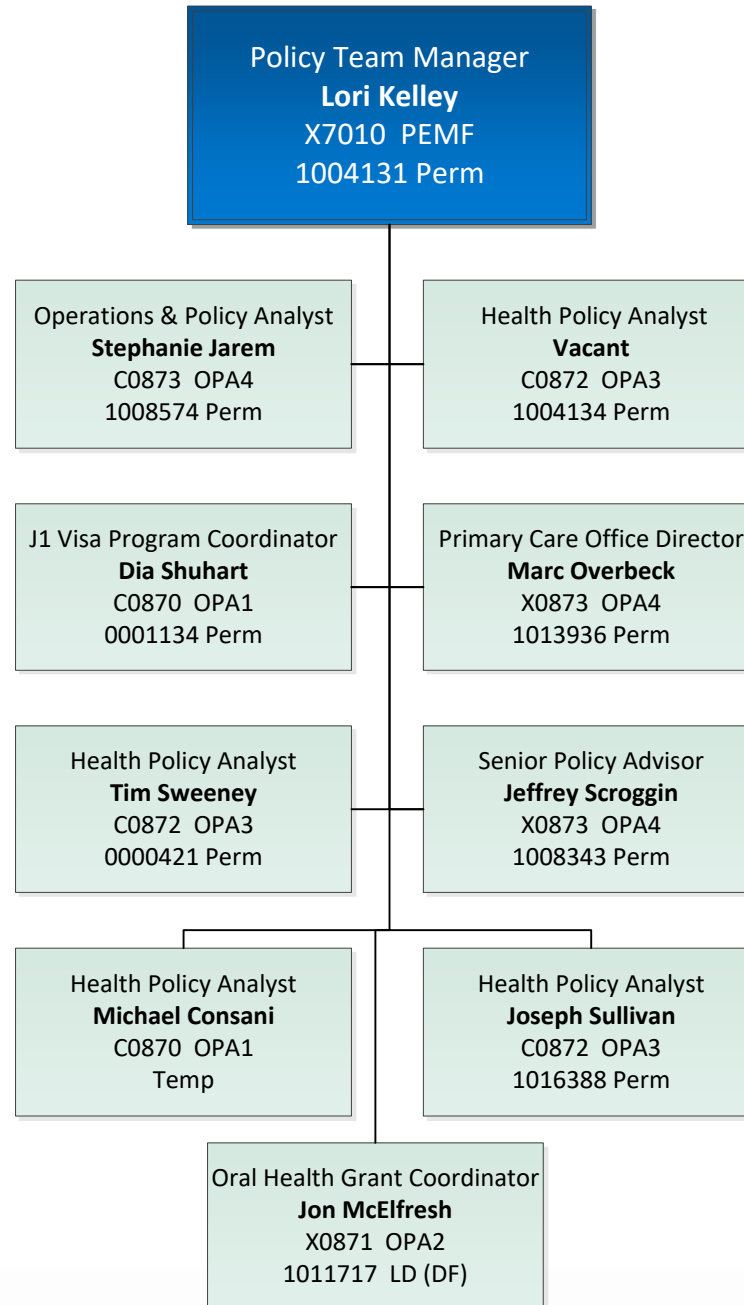 Policy Team Manager
Lori Kelley
X7010 PEMF
1004131 Perm
Operations & Policy Analyst
Stephanie Jarem
C0873 OPA4
1008574 Perm
Health Policy Analyst
Vacant
C0872 OPA3
1004134 Perm
J1 Visa Program Coordinator
Dia Shuhart
C0870 OPA1
0001134 Perm
Primary Care Office Director
Marc Overbeck
X0873 OPA4
1013936 Perm
Health Policy Analyst
Tim Sweeney
C0872 OPA3
0000421 Perm
Senior Policy Advisor
Jeffrey Scroggin
X0873 OPA4
1008343 Perm
Health Policy Analyst
Michael Consani
C0870 OPA1
Temp
Health Policy Analyst
Joseph Sullivan
C0872 OPA3
1016388 Perm
Oral Health Grant Coordinator
Jon McElfresh
X0871 OPA2
1011717 LD (DF)